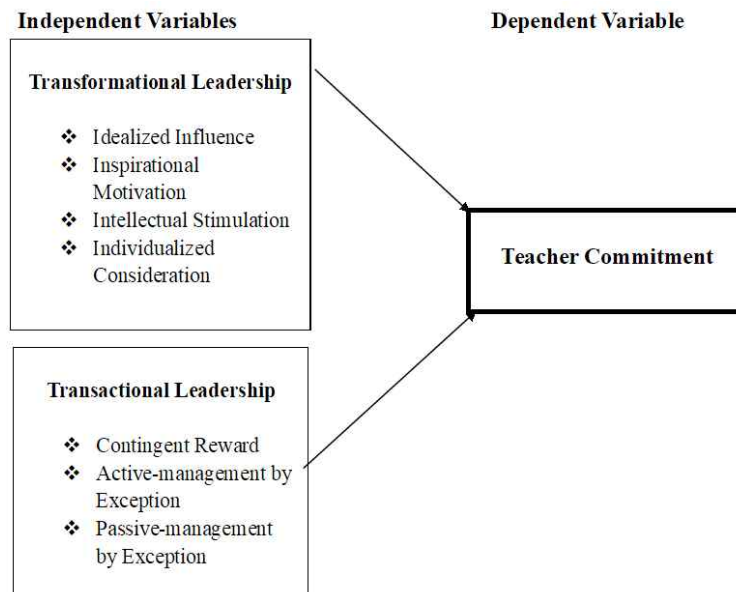 Independent Variables
Dependent Variable
Transformational Leadership
❖ Idealized Influence
❖ Inspirational
Motivation
❖ Intellectual Stimulation
❖ Individualized
Consideration
Teacher Commitment
Transactional Leadership
❖ Contingent Reward
❖ Active-management by
Exception
❖ Passive-management
by Exception